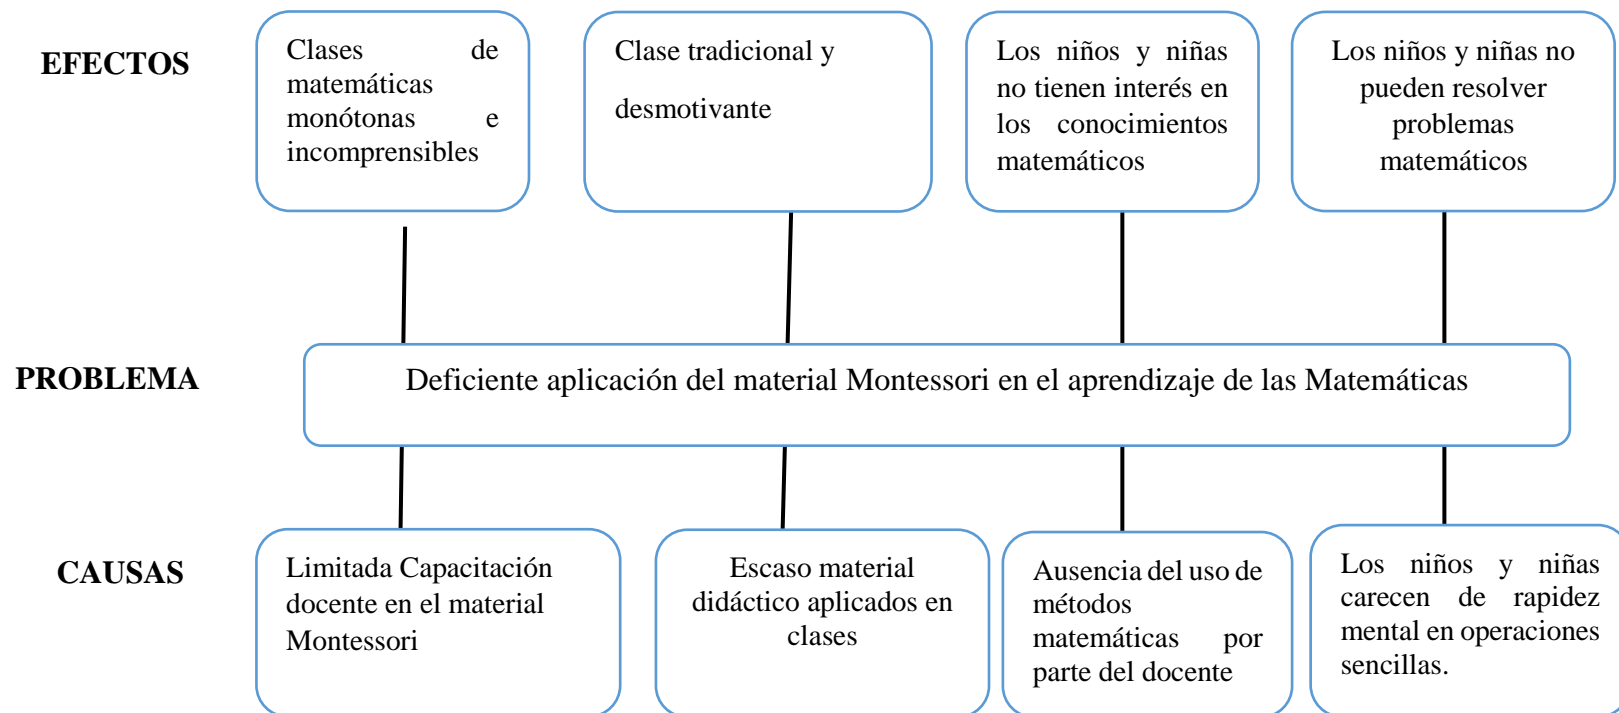 EFECTOS
Clases de
matemáticas
monótonas e
incomprensibles
Clase tradicional y
desmotivante
Los niños y niñas
no tienen interés en
los conocimientos
matemáticos
Los niños y niñas no
pueden resolver
problemas
matemáticos
PROBLEMA
Deficiente aplicación del material Montessori en el aprendizaje de las Matemáticas
CAUSAS
Limitada Capacitación
docente en el material
Montessori
Escaso material
didáctico aplicados en
clases
Ausencia del uso de
métodos
matemáticas por
parte del docente
Los niños y niñas
carecen de rapidez
mental en operaciones
sencillas.